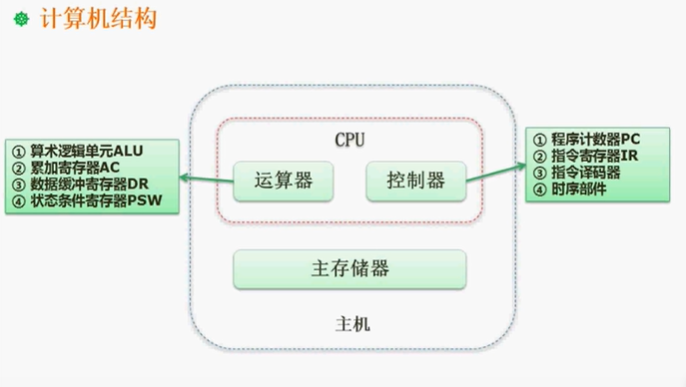 计算机结构
CPU
① 算术逻辑单元ALU
② 累加寄存器AC
③ 数据缓冲寄存器DR
④ 状态条件寄存器PSW
运算器
控制器
① 程序计数器PC
② 指令寄存器IR
③ 指令译码器
④ 时序部件
主存储器
主机